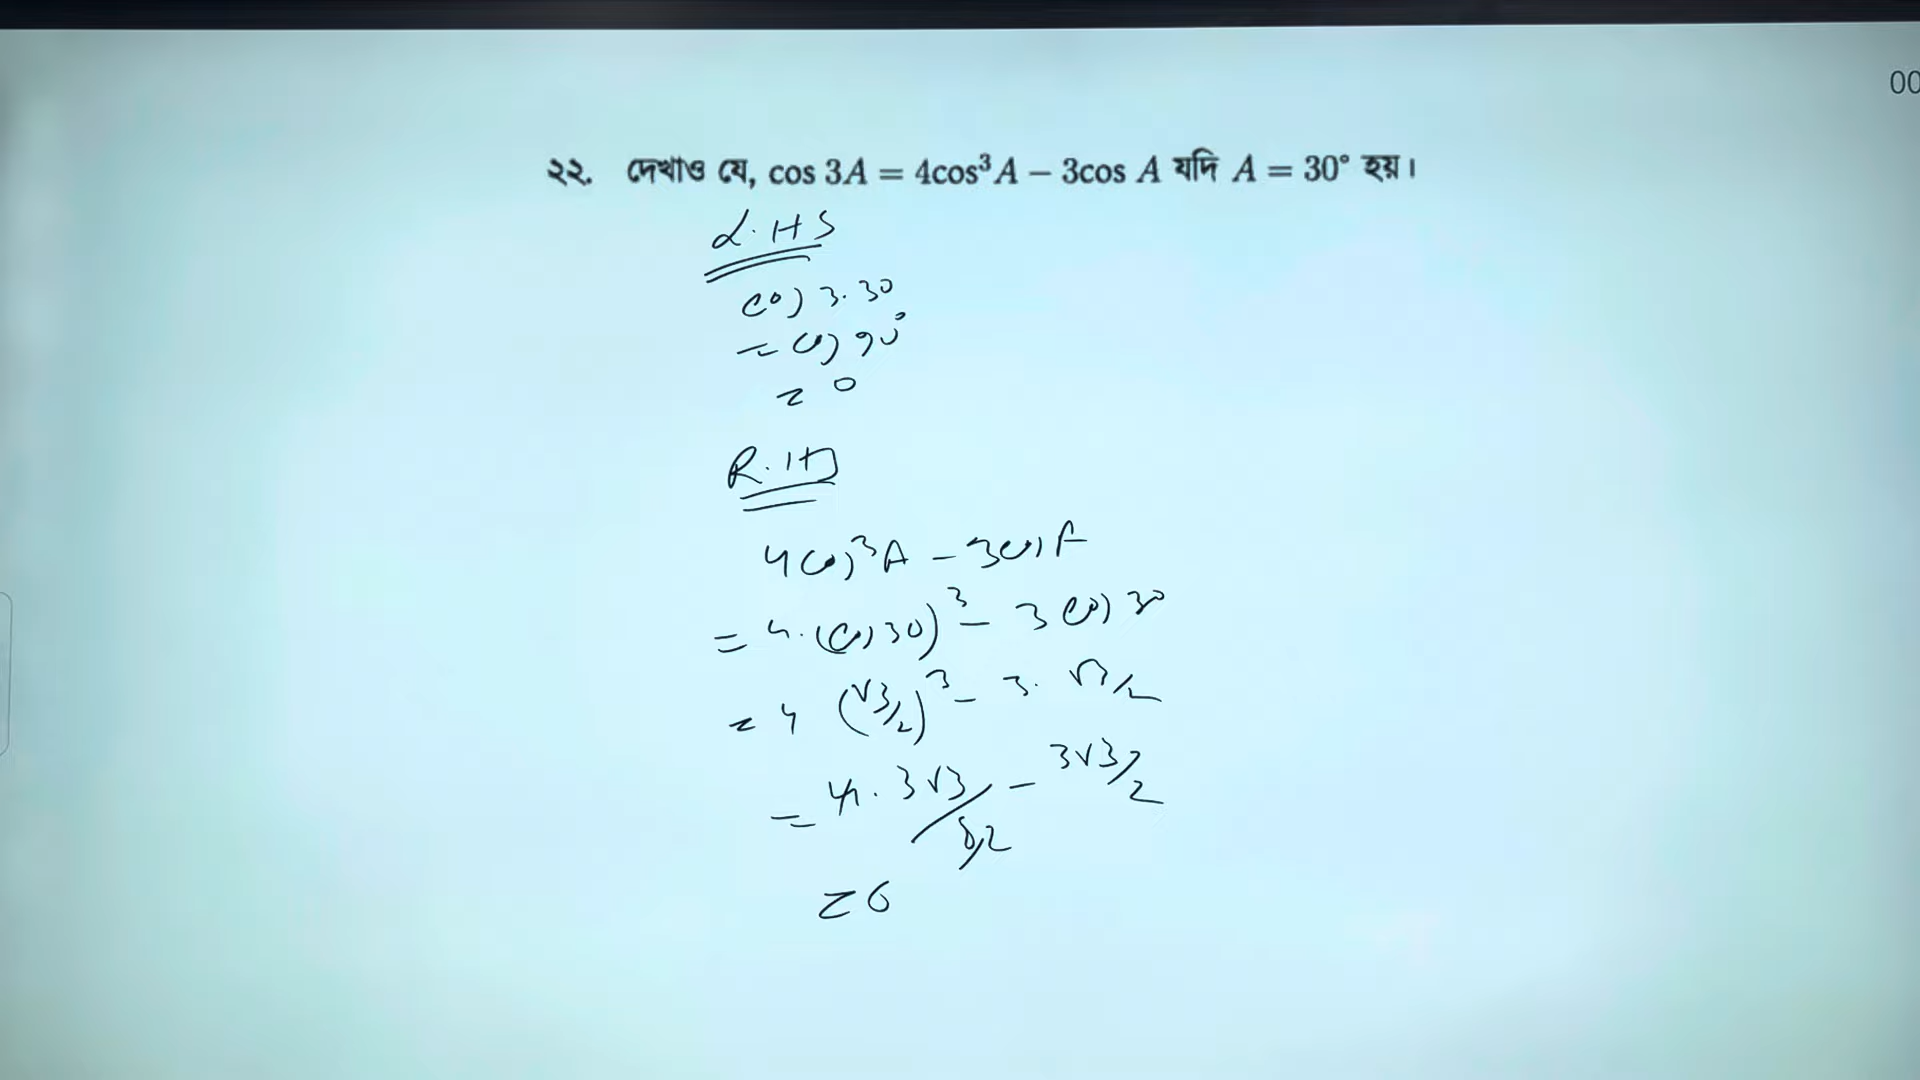 00
২২. দেখাও যে, cos 3A = 4cos³A – 3cos A যদি A = 30° হয়।
L.HS
cos 3.30
= cos 90°
= 0
R.HS
4cos³A – 3cosA
= 4.(cos30)³ – 3 cos 30
= 4 (√3/2)³ – 3. √3/2
= 4. 3√3/8,2 – 3√3/2
= 0